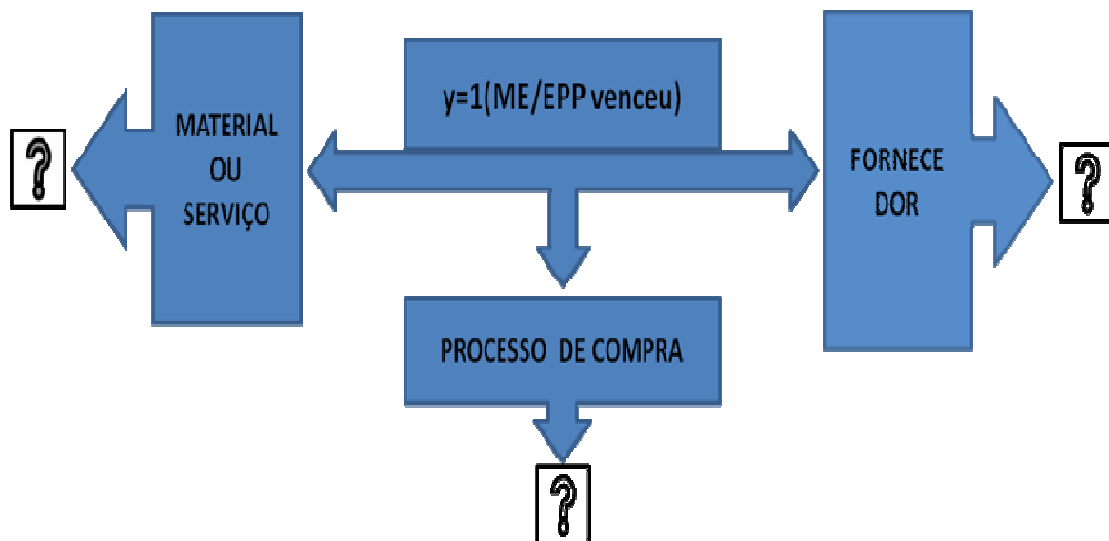 y=1(ME/EPP venceu)
MATERIAL
OU
SERVIÇO
FORNECE
DOR
PROCESSO DE COMPRA
?
?
?